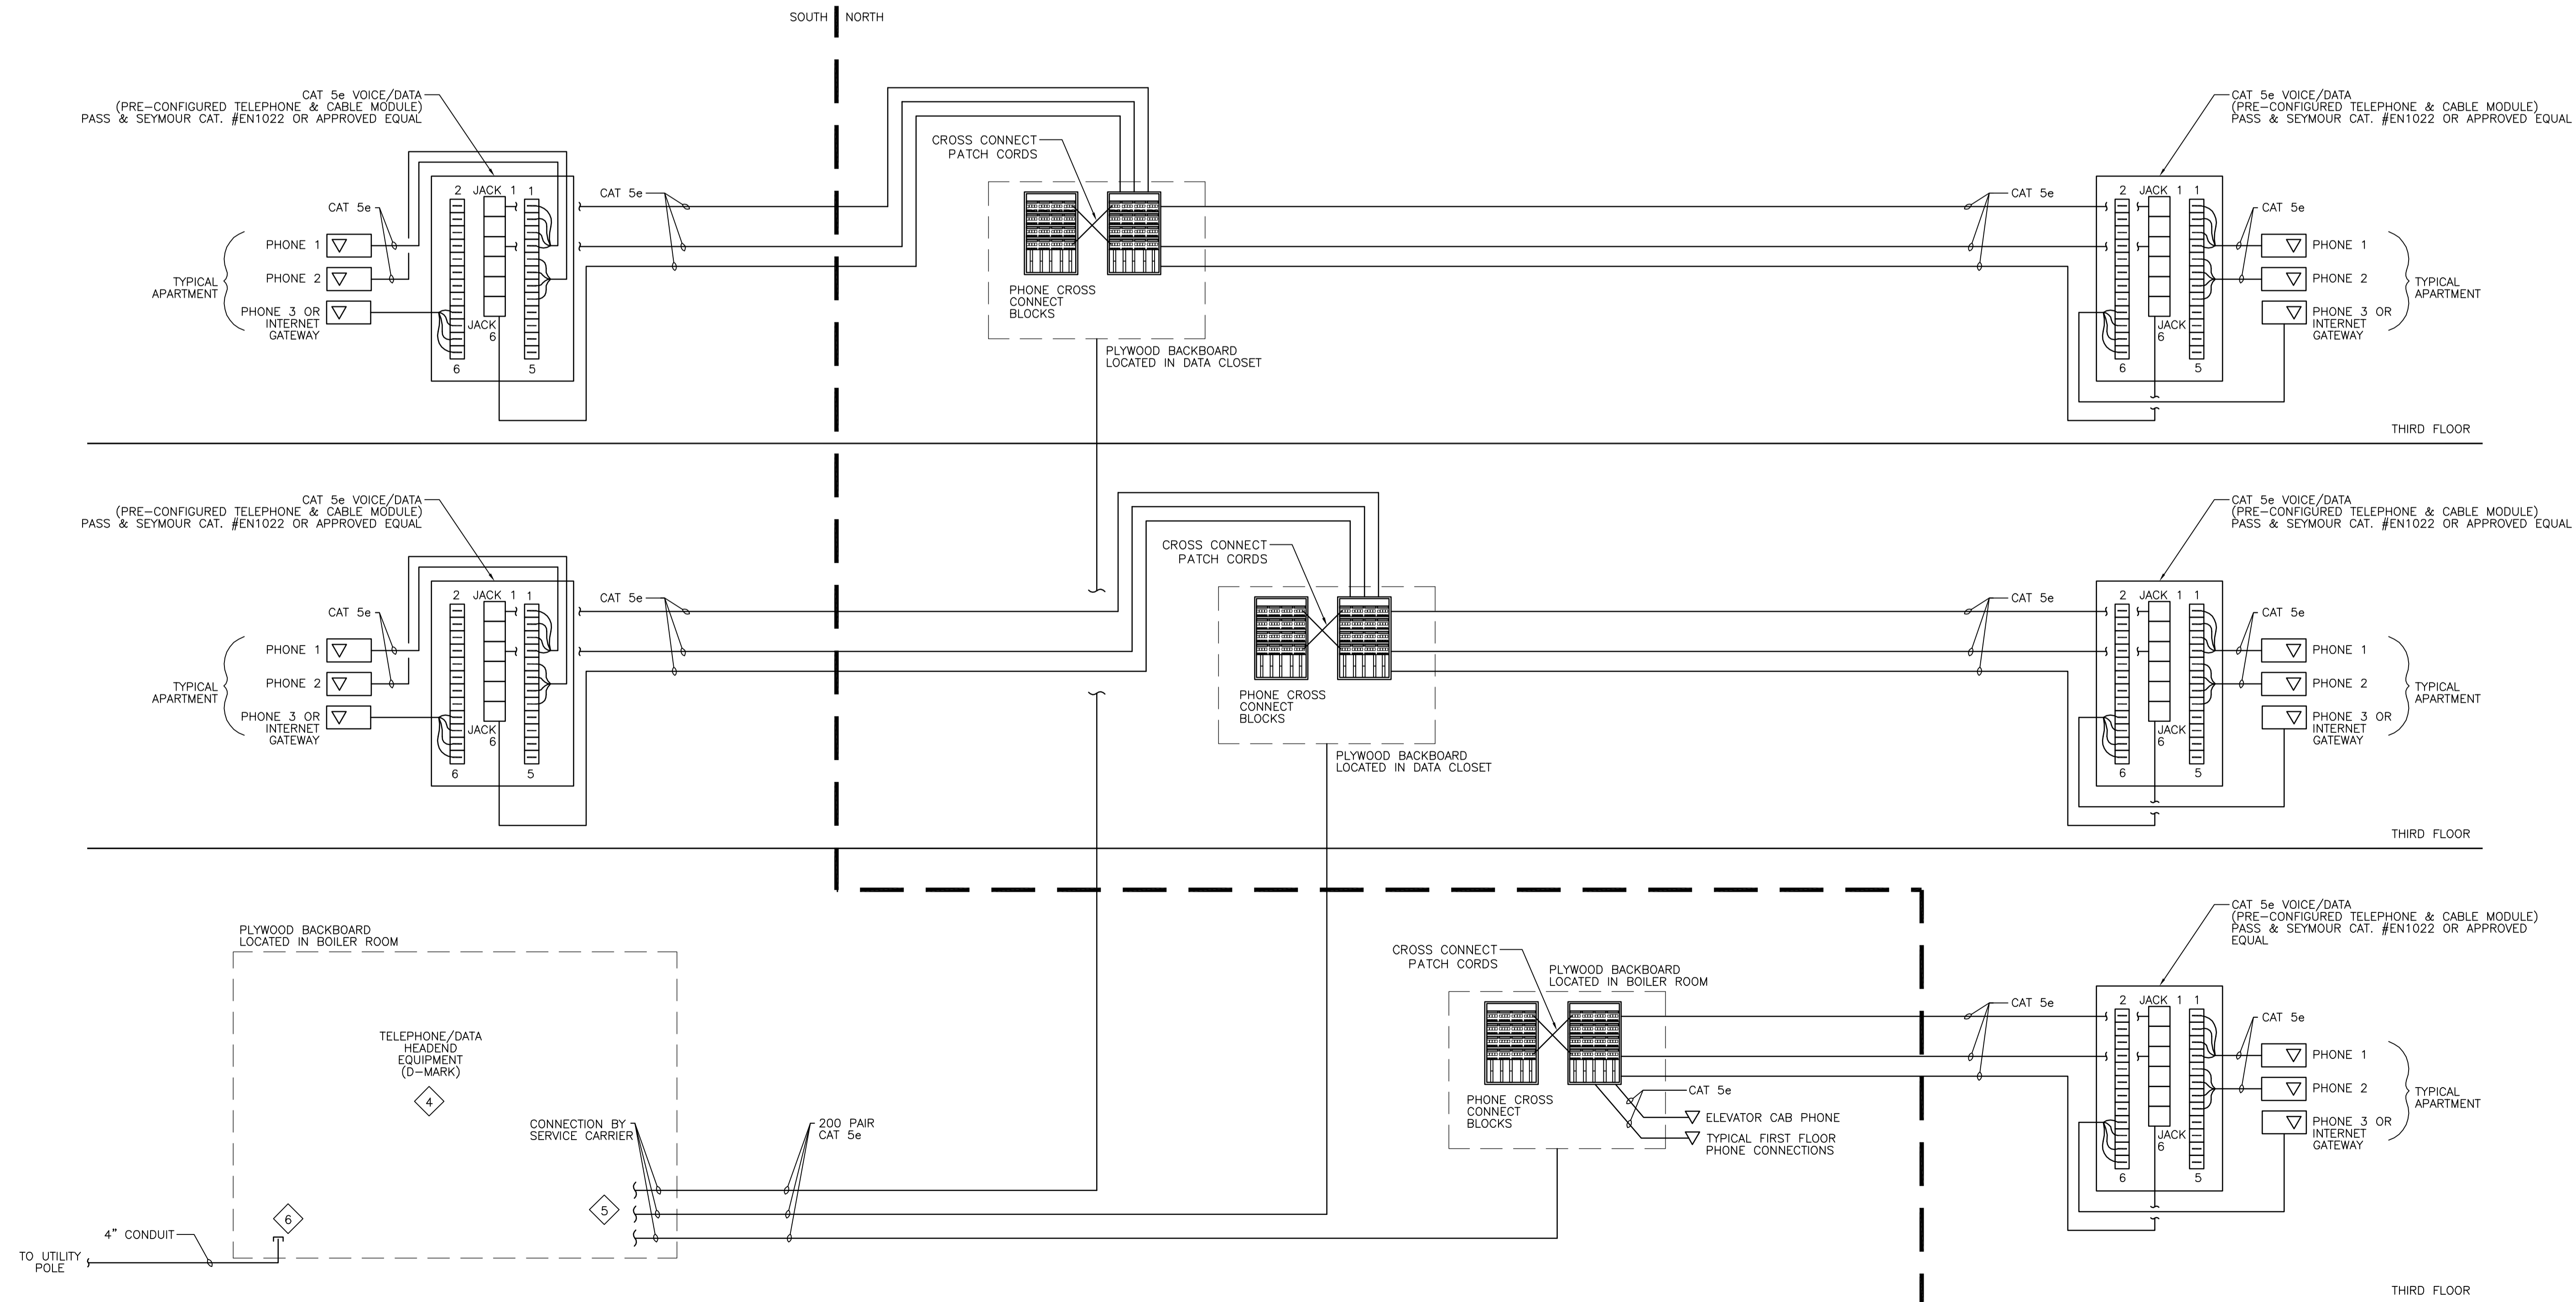 SOUTH
NORTH
CAT 5e VOICE/DATA
(PRE-CONFIGURED TELEPHONE & CABLE MODULE)
PASS & SEYMOUR CAT. #EN1022 OR APPROVED EQUAL
CAT 5e
PHONE 1
PHONE 2
PHONE 3 OR
INTERNET
GATEWAY
TYPICAL
APARTMENT
2
JACK 1
1
JACK
6
6
5
CAT 5e
CROSS CONNECT
PATCH CORDS
PHONE CROSS
CONNECT
BLOCKS
PLYWOOD BACKBOARD
LOCATED IN DATA CLOSET
CAT 5e
CAT 5e VOICE/DATA
(PRE-CONFIGURED TELEPHONE & CABLE MODULE)
PASS & SEYMOUR CAT. #EN1022 OR APPROVED EQUAL
2
JACK 1
1
JACK
6
6
5
CAT 5e
PHONE 1
PHONE 2
PHONE 3 OR
INTERNET
GATEWAY
TYPICAL
APARTMENT
THIRD FLOOR
CAT 5e VOICE/DATA
(PRE-CONFIGURED TELEPHONE & CABLE MODULE)
PASS & SEYMOUR CAT. #EN1022 OR APPROVED EQUAL
CAT 5e
PHONE 1
PHONE 2
PHONE 3 OR
INTERNET
GATEWAY
TYPICAL
APARTMENT
2
JACK 1
1
JACK
6
6
5
CAT 5e
CROSS CONNECT
PATCH CORDS
PHONE CROSS
CONNECT
BLOCKS
PLYWOOD BACKBOARD
LOCATED IN DATA CLOSET
CAT 5e
CAT 5e VOICE/DATA
(PRE-CONFIGURED TELEPHONE & CABLE MODULE)
PASS & SEYMOUR CAT. #EN1022 OR APPROVED EQUAL
2
JACK 1
1
JACK
6
6
5
CAT 5e
PHONE 1
PHONE 2
PHONE 3 OR
INTERNET
GATEWAY
TYPICAL
APARTMENT
THIRD FLOOR
PLYWOOD BACKBOARD
LOCATED IN BOILER ROOM
TELEPHONE/DATA
HEADEND
EQUIPMENT
(D-MARK)
4
CONNECTION BY
SERVICE CARRIER
200 PAIR
CAT 5e
5
6
4" CONDUIT
TO UTILITY
POLE
CROSS CONNECT
PATCH CORDS
PLYWOOD BACKBOARD
LOCATED IN BOILER ROOM
PHONE CROSS
CONNECT
BLOCKS
CAT 5e
ELEVATOR CAB PHONE
TYPICAL FIRST FLOOR
PHONE CONNECTIONS
CAT 5e
CAT 5e VOICE/DATA
(PRE-CONFIGURED TELEPHONE & CABLE MODULE)
PASS & SEYMOUR CAT. #EN1022 OR APPROVED
EQUAL
2
JACK 1
1
JACK
6
6
5
CAT 5e
PHONE 1
PHONE 2
PHONE 3 OR
INTERNET
GATEWAY
TYPICAL
APARTMENT
THIRD FLOOR